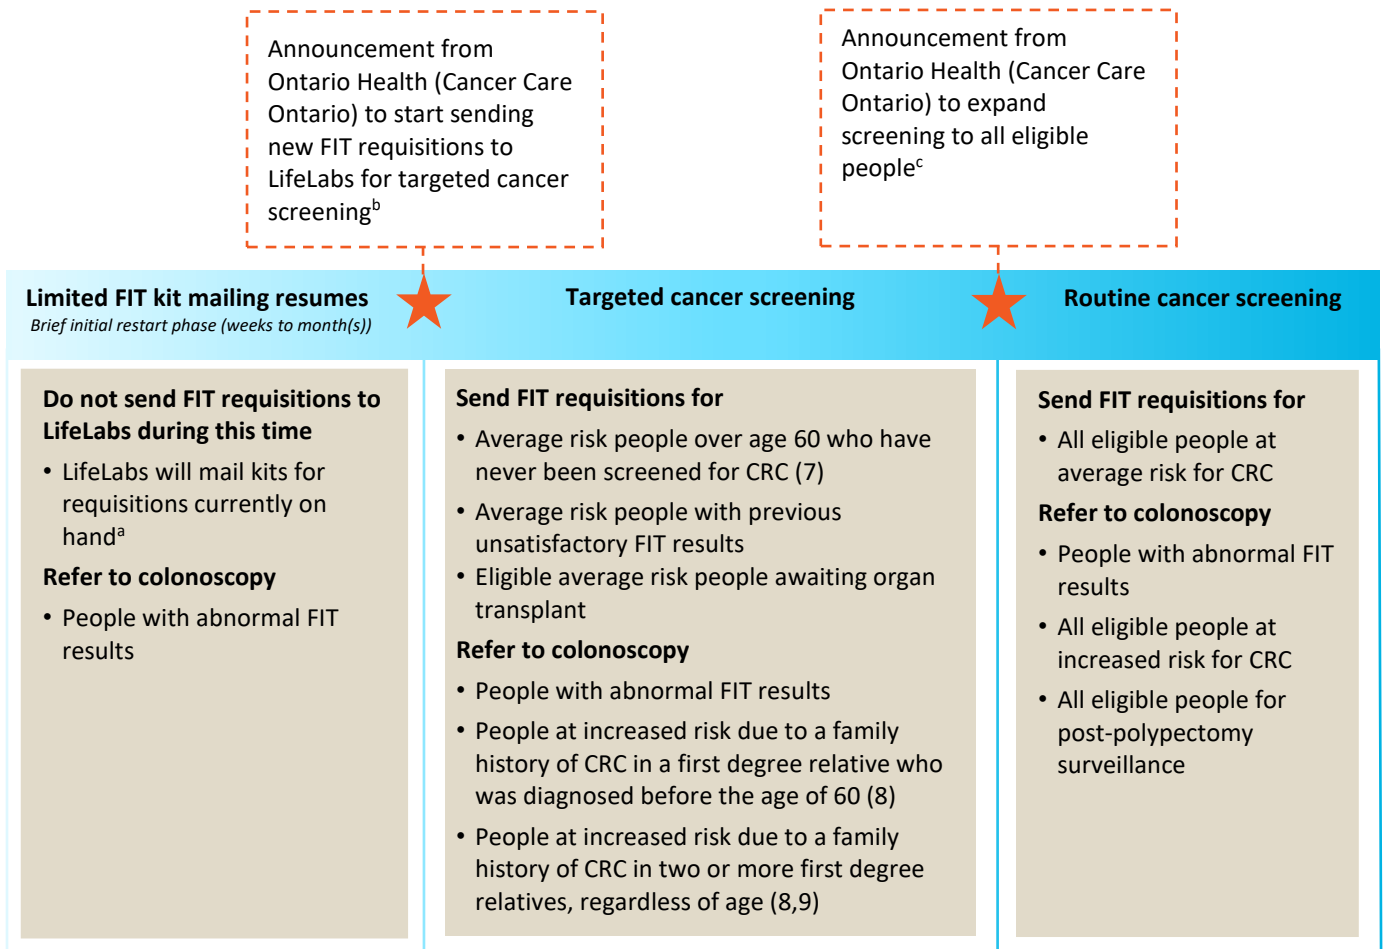 Announcement from
Ontario Health (Cancer Care
Ontario) to start sending
new FIT requisitions to
LifeLabs for targeted cancer
screeningᵇ
Announcement from
Ontario Health (Cancer Care
Ontario) to expand
screening to all eligible
peopleᶜ
Limited FIT kit mailing resumes
Brief initial restart phase (weeks to month(s))
Targeted cancer screening
Routine cancer screening
Do not send FIT requisitions to
LifeLabs during this time
• LifeLabs will mail kits for
requisitions currently on
handᵃ
Refer to colonoscopy
• People with abnormal FIT
results
Send FIT requisitions for
• Average risk people over age 60 who have
never been screened for CRC (7)
• Average risk people with previous
unsatisfactory FIT results
• Eligible average risk people awaiting organ
transplant
Refer to colonoscopy
• People with abnormal FIT results
• People at increased risk due to a family
history of CRC in a first degree relative who
was diagnosed before the age of 60 (8)
• People at increased risk due to a family
history of CRC in two or more first degree
relatives, regardless of age (8,9)
Send FIT requisitions for
• All eligible people at
average risk for CRC
Refer to colonoscopy
• People with abnormal FIT
results
• All eligible people at
increased risk for CRC
• All eligible people for
post-polypectomy
surveillance